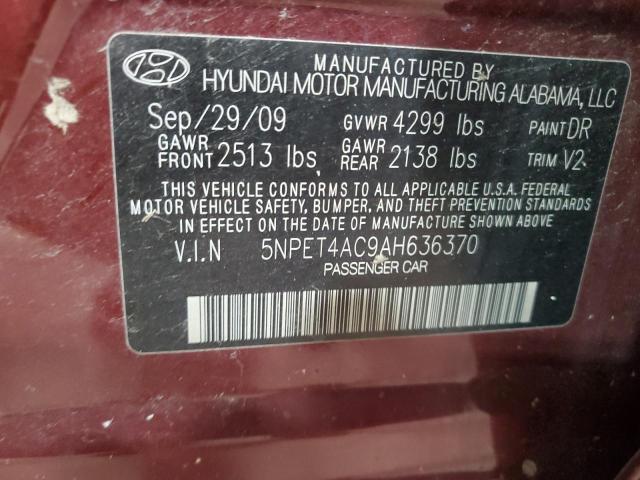 MANUFACTURED BY
HYUNDAI MOTOR MANUFACTURING ALABAMA, LLC
Sep/29/09 GVWR 4299 lbs PAINT DR
GAWR FRONT 2513 lbs GAWR REAR 2138 lbs TRIM V2
THIS VEHICLE CONFORMS TO ALL APPLICABLE U.S.A. FEDERAL
MOTOR VEHICLE SAFETY, BUMPER, AND THEFT PREVENTION STANDARDS
IN EFFECT ON THE DATE OF MANUFACTURE SHOWN ABOVE
V.I.N 5NPET4AC9AH636370
PASSENGER CAR